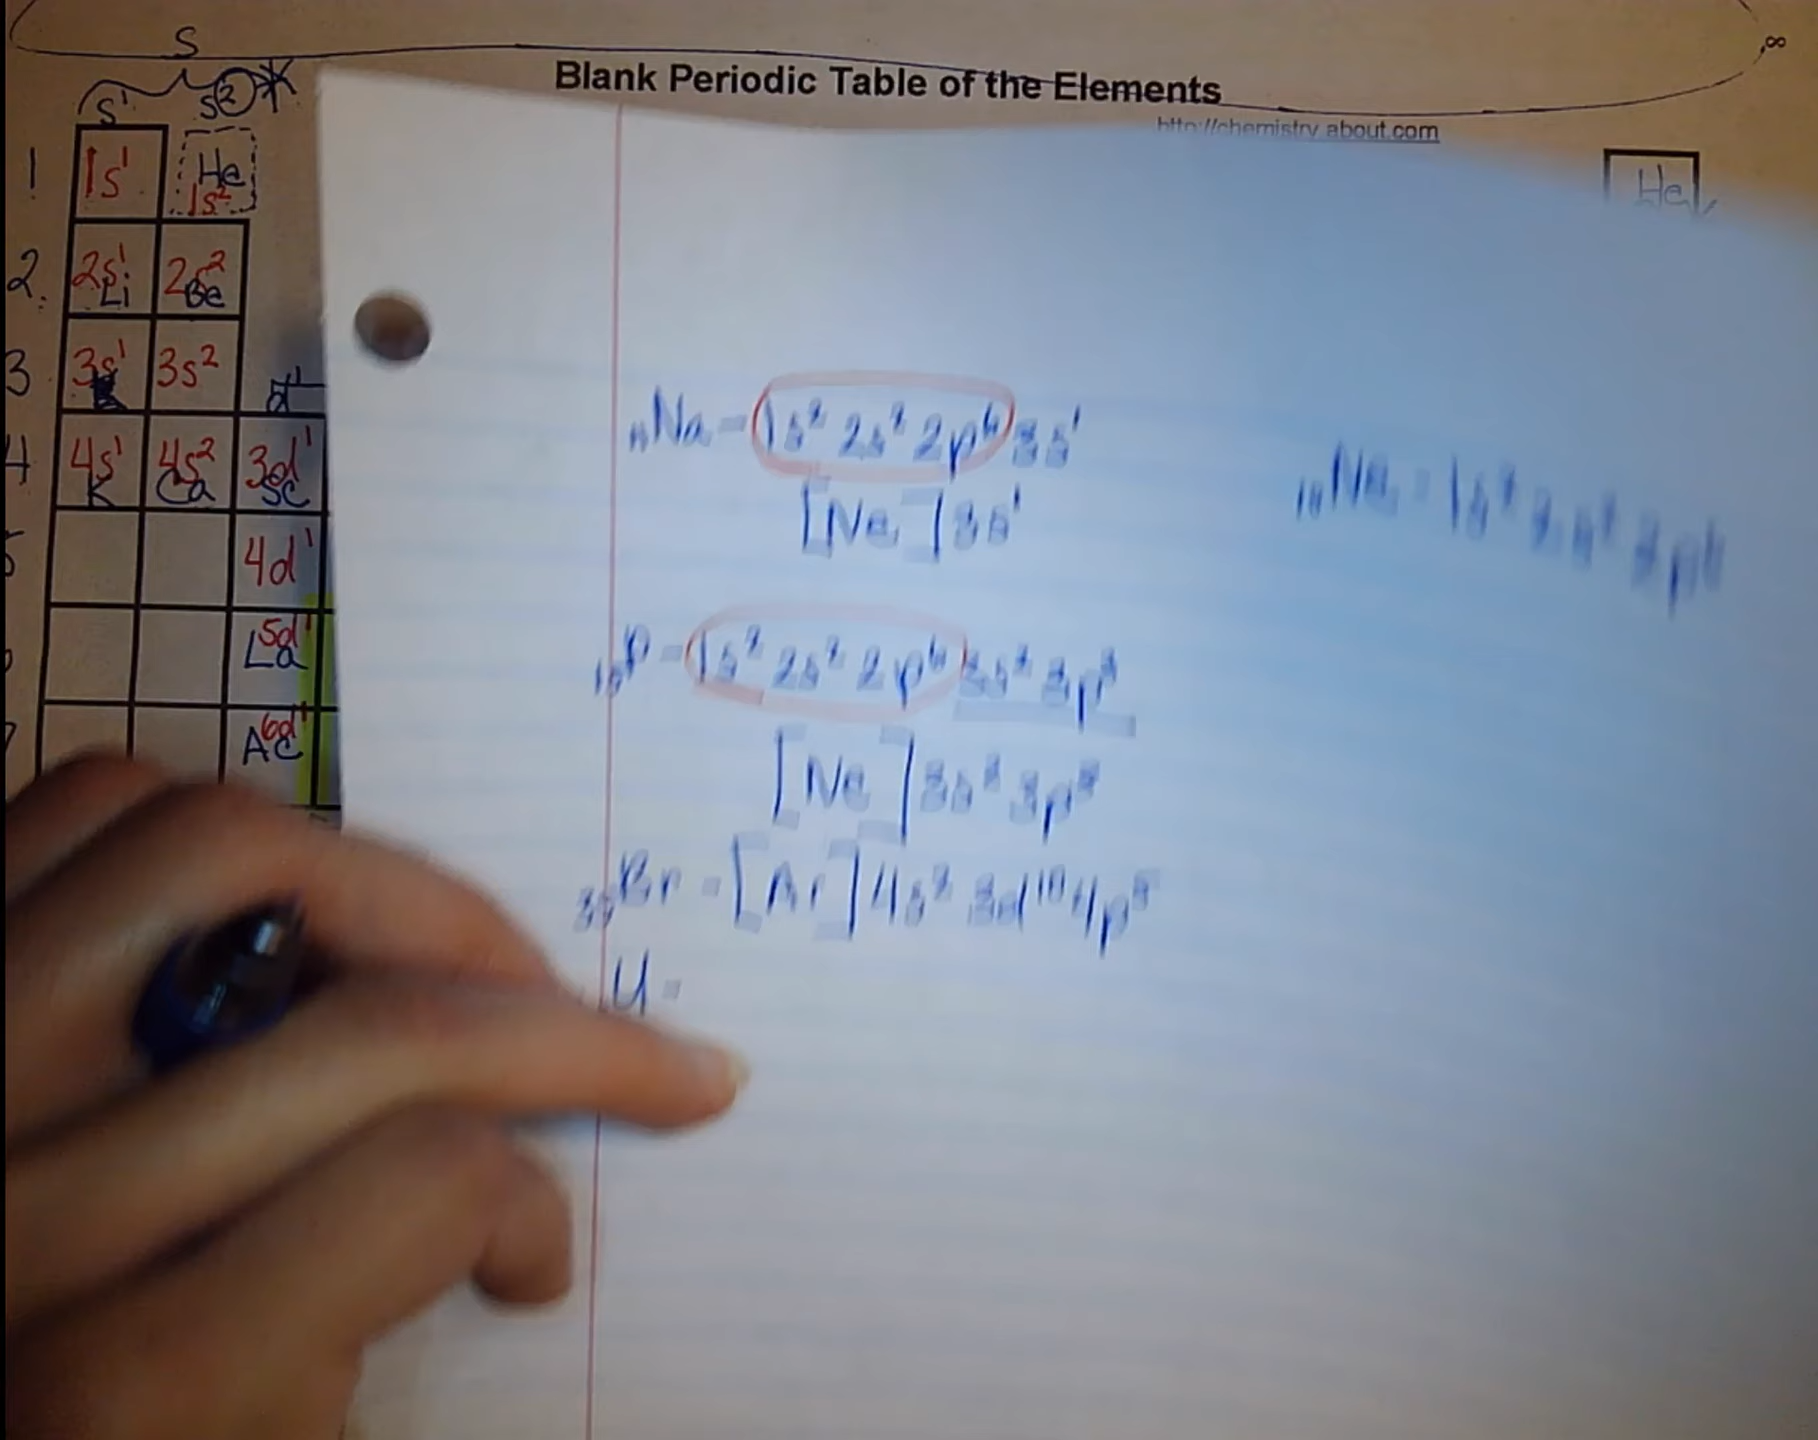 S
Blank Periodic Table of the Elements
∞
http://chemistry.about.com
s¹ s②*
1 1s¹ He 1s²
He
2. 2s¹ Li 2s² Be
3 3s¹ 3s² d¹
4 4s¹ K 4s² Ca 3d¹ Sc
4d¹
5d¹ La
6d¹ Ac
₁₁Na - 1s² 2s² 2p⁶ 3s¹
[Ne] 3s¹
₁₀Ne = 1s² 2s² 2p⁶
P - 1s² 2s² 2p⁶ 3s² 3p³
[Ne] 3s² 3p³
₃₅Br - [Ar] 4s² 3d¹⁰ 4p⁵
U =